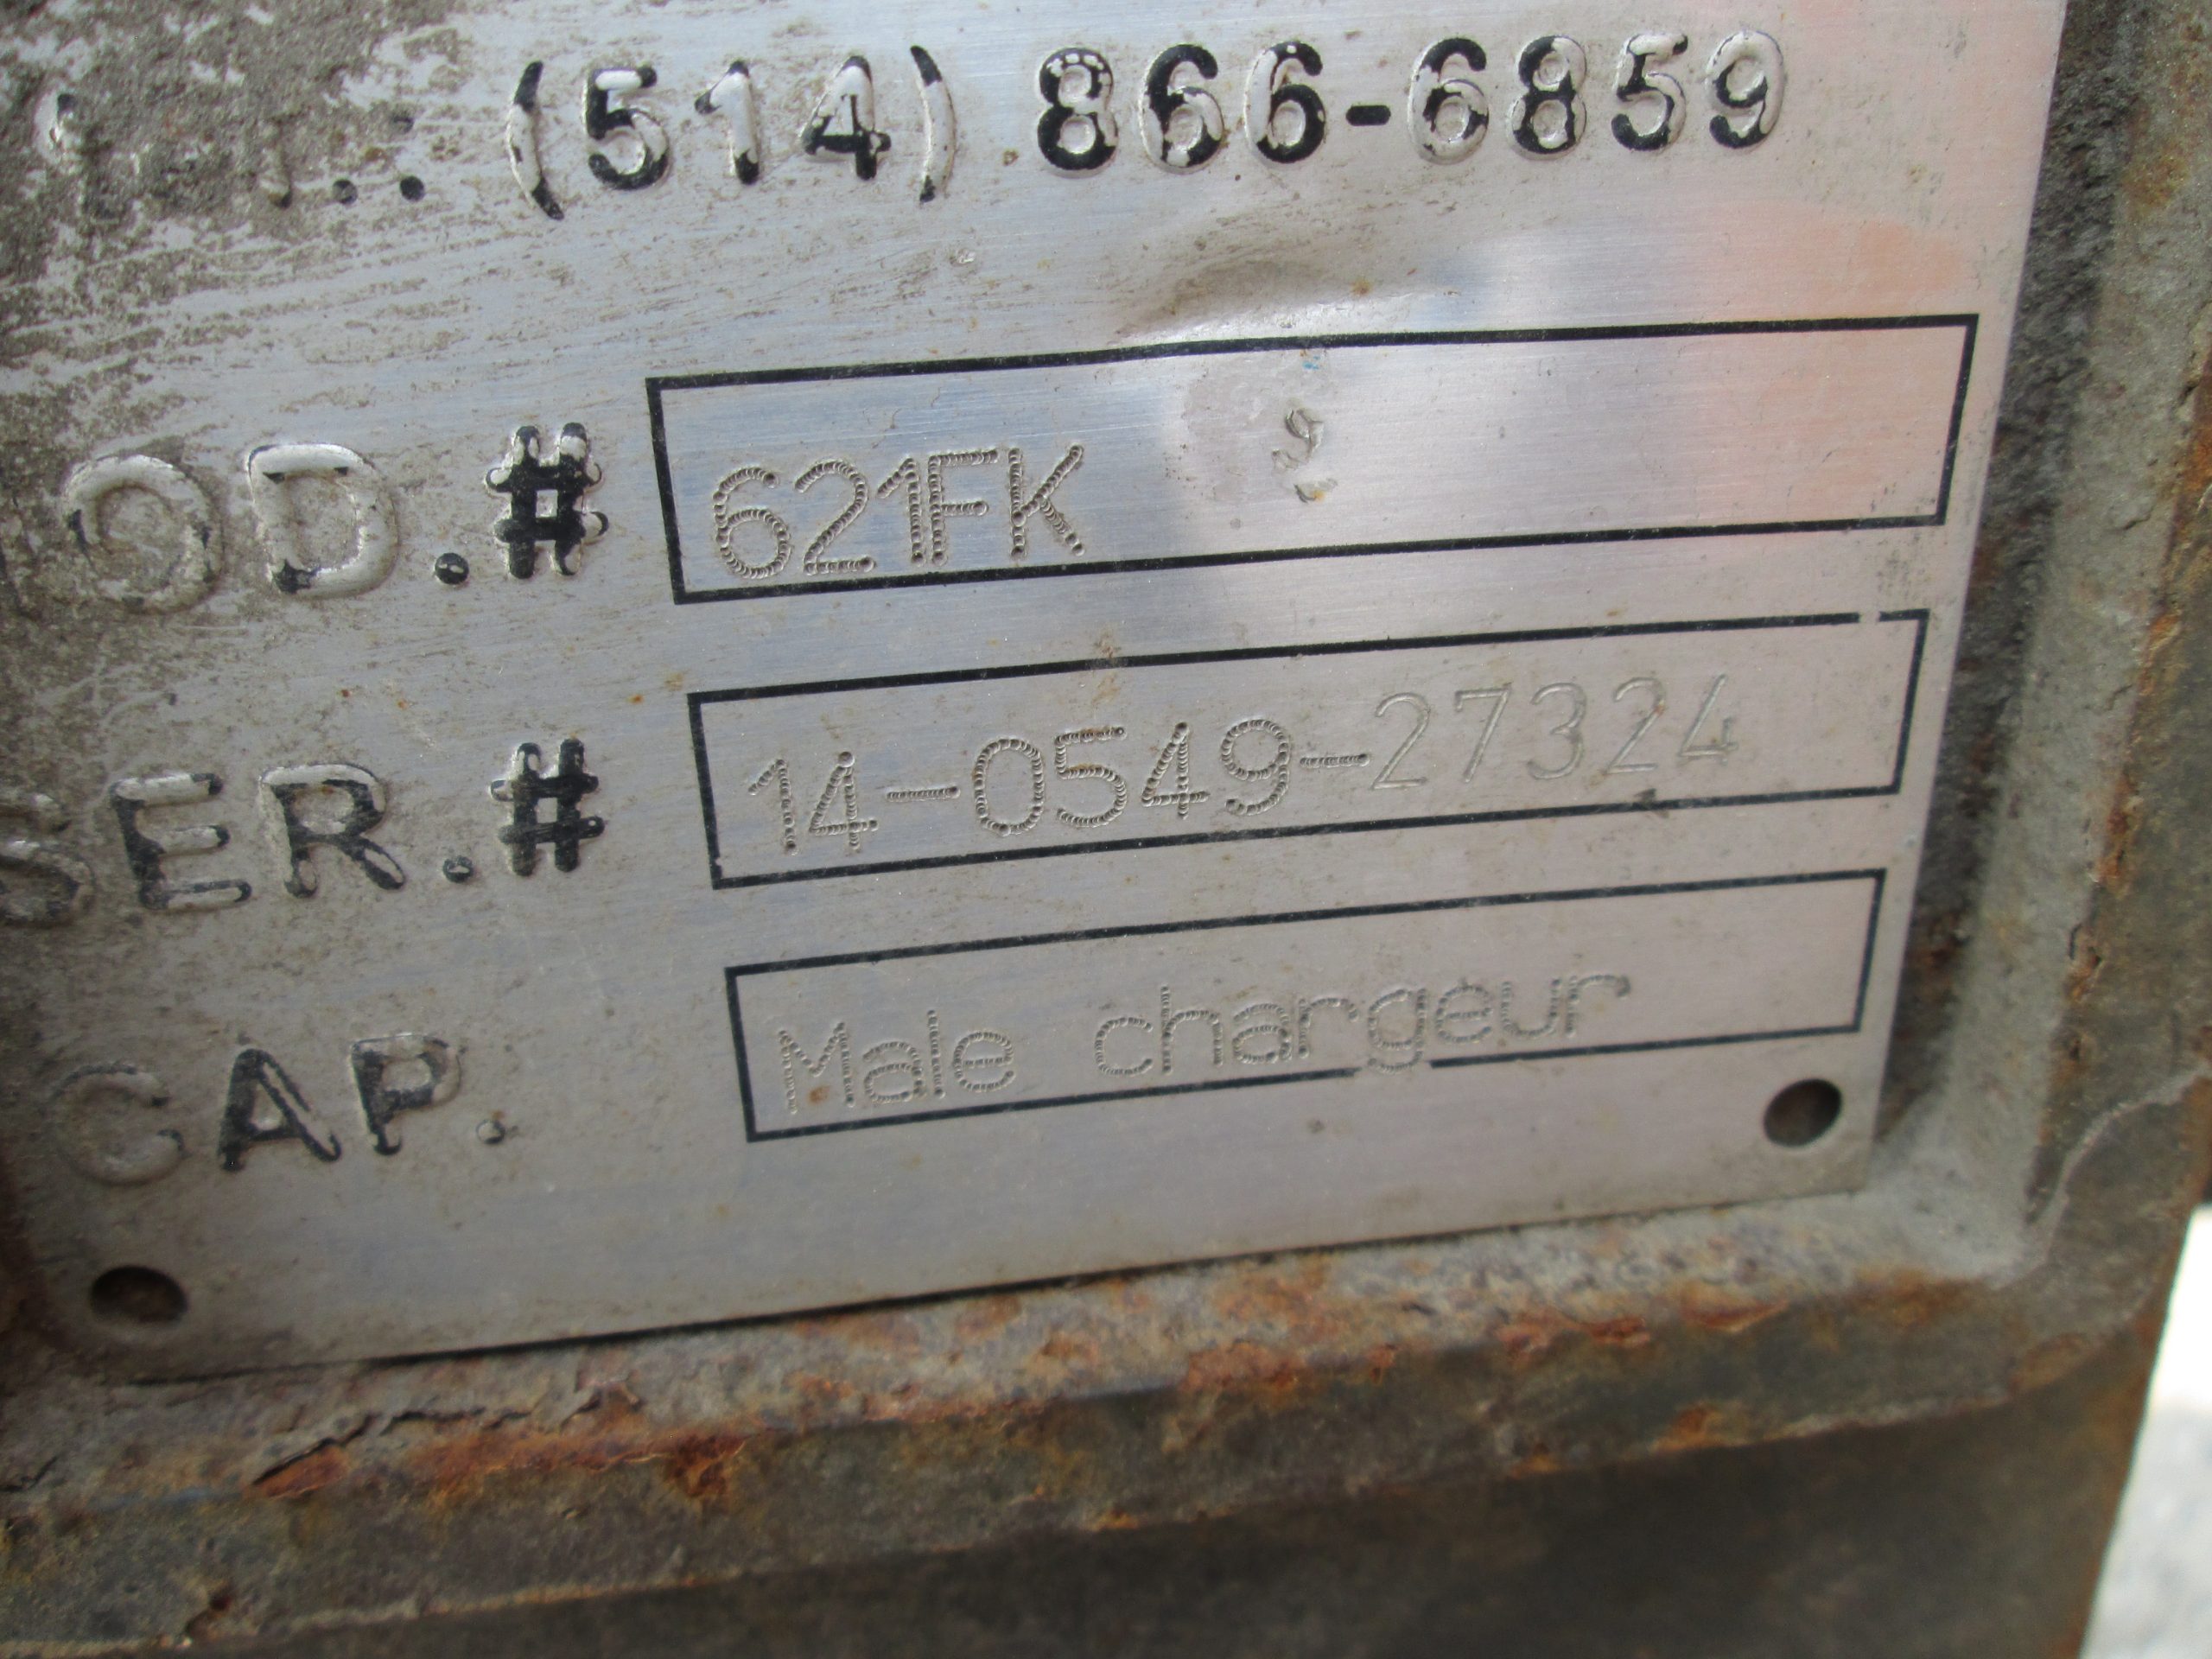 (514) 866-6859
OD.# 621FK
SER.# 14-0549-27324
CAP. Male chargeur